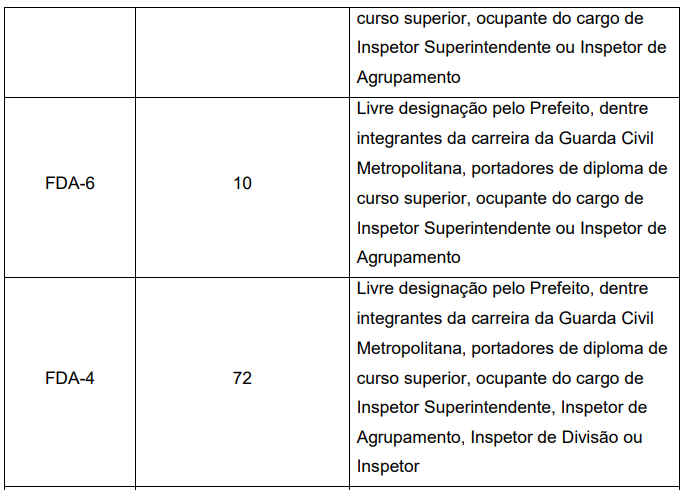 curso superior, ocupante do cargo de
Inspetor Superintendente ou Inspetor de
Agrupamento
FDA-6
10
Livre designação pelo Prefeito, dentre
integrantes da carreira da Guarda Civil
Metropolitana, portadores de diploma de
curso superior, ocupante do cargo de
Inspetor Superintendente ou Inspetor de
Agrupamento
FDA-4
72
Livre designação pelo Prefeito, dentre
integrantes da carreira da Guarda Civil
Metropolitana, portadores de diploma de
curso superior, ocupante do cargo de
Inspetor Superintendente, Inspetor de
Agrupamento, Inspetor de Divisão ou
Inspetor